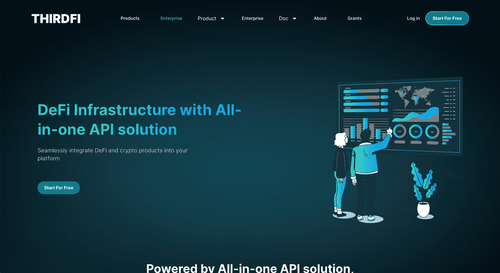 THIRDFI
Products Enterprise Product Enterprise Doc About Grants Log in Start For Free
DeFi Infrastructure with All-
in-one API solution
Seamlessly integrate DeFi and crypto products into your
platform
Start For Free
Powered by All-in-one API solution,